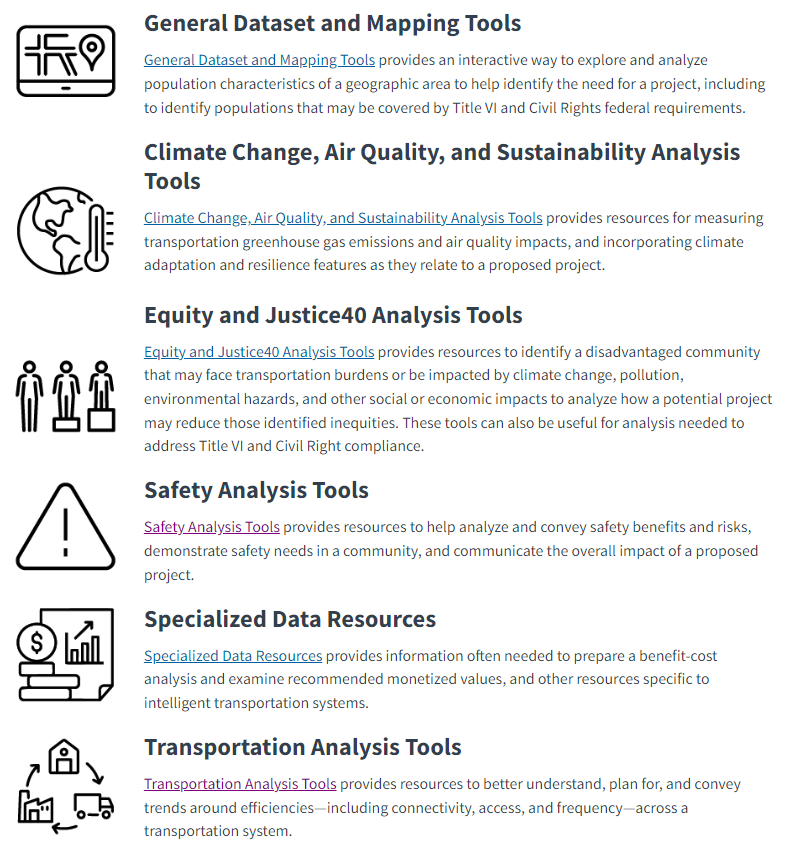 General Dataset and Mapping Tools
General Dataset and Mapping Tools provides an interactive way to explore and analyze
population characteristics of a geographic area to help identify the need for a project, including
to identify populations that may be covered by Title VI and Civil Rights federal requirements.
Climate Change, Air Quality, and Sustainability Analysis
Tools
Climate Change, Air Quality, and Sustainability Analysis Tools provides resources for measuring
transportation greenhouse gas emissions and air quality impacts, and incorporating climate
adaptation and resilience features as they relate to a proposed project.
Equity and Justice40 Analysis Tools
Equity and Justice40 Analysis Tools provides resources to identify a disadvantaged community
that may face transportation burdens or be impacted by climate change, pollution,
environmental hazards, and other social or economic impacts to analyze how a potential project
may reduce those identified inequities. These tools can also be useful for analysis needed to
address Title VI and Civil Right compliance.
Safety Analysis Tools
Safety Analysis Tools provides resources to help analyze and convey safety benefits and risks,
demonstrate safety needs in a community, and communicate the overall impact of a proposed
project.
$
Specialized Data Resources
Specialized Data Resources provides information often needed to prepare a benefit-cost
analysis and examine recommended monetized values, and other resources specific to
intelligent transportation systems.
Transportation Analysis Tools
Transportation Analysis Tools provides resources to better understand, plan for, and convey
trends around efficiencies—including connectivity, access, and frequency—across a
transportation system.